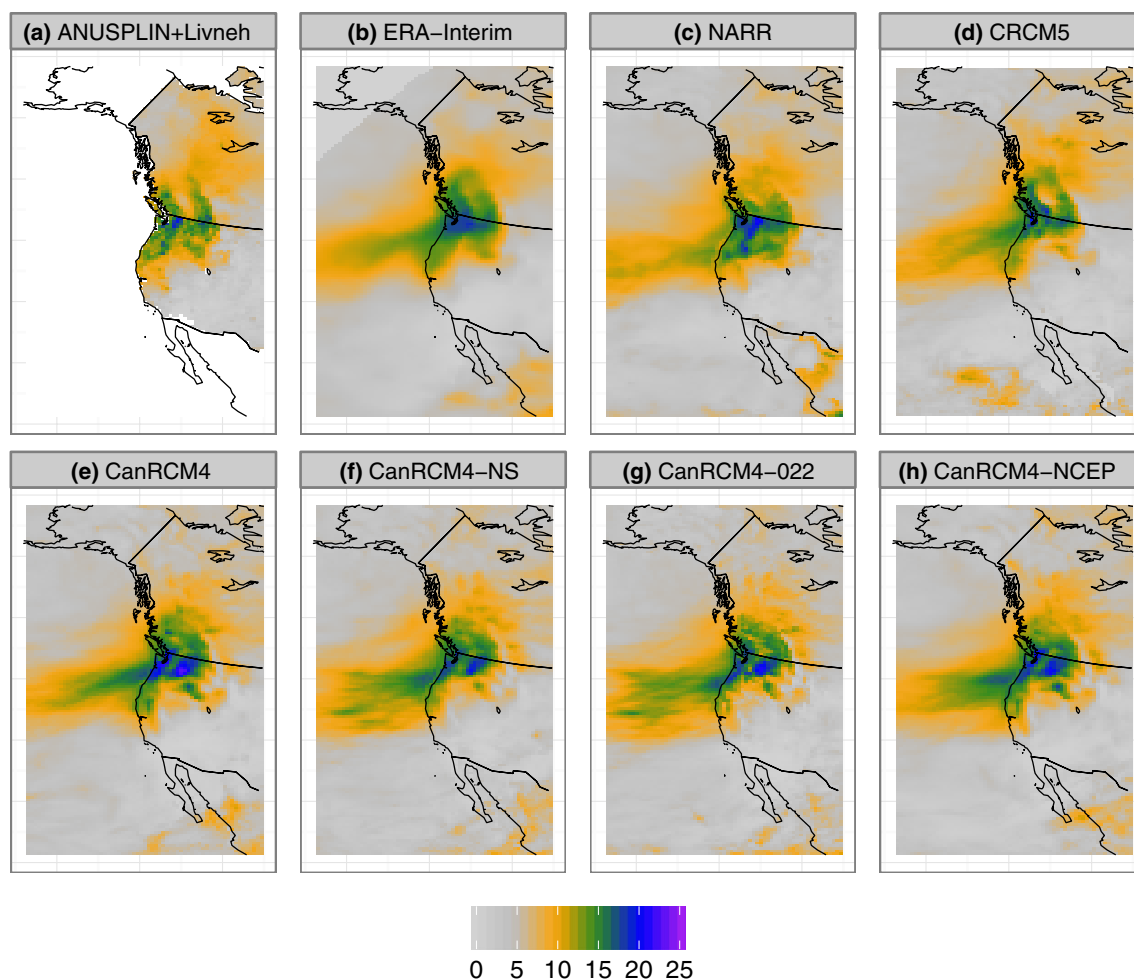 (a) ANUSPLIN+Livneh
(b) ERA−Interim
(c) NARR
(d) CRCM5
(e) CanRCM4
(f) CanRCM4−NS
(g) CanRCM4−022
(h) CanRCM4−NCEP
0 5 10 15 20 25